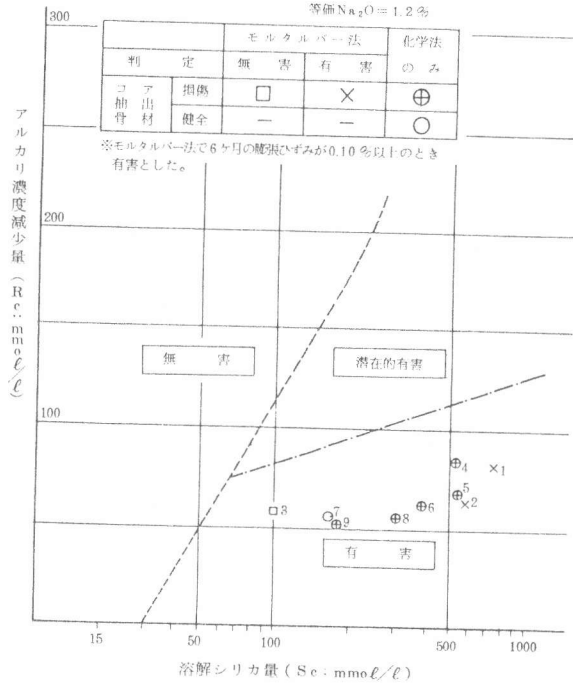 等価Na₂O=1.2%
モルタルバー法 化学法
判 定 無 害 有 害 のみ
コア抽出骨材 損傷 □ × ⊕
健全 ― ― ○
※モルタルバー法で6ヶ月の膨張ひずみが0.10%以上のとき
有害とした。
アルカリ濃度減少量(Rc:mmoℓ/ℓ)
300
200
100
無 害
潜在的有害
有 害
4
1
5
2
6
8
7
9
3
15 50 100 500 1000
溶解シリカ量(Sc:mmoℓ/ℓ)